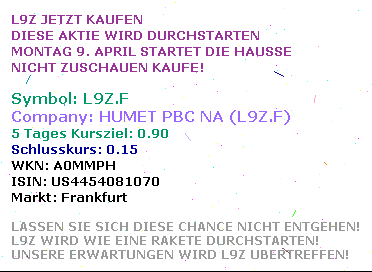 L9Z JETZT KAUFEN
DIESE AKTIE WIRD DURCHSTARTEN
MONTAG 9. APRIL STARTET DIE HAUSSE
NICHT ZUSCHAUEN KAUFE!
Symbol: L9Z.F
Company: HUMET PBC NA (L9Z.F)
5 Tages Kursziel: 0.90
Schlusskurs: 0.15
WKN: A0MMPH
ISIN: US4454081070
Markt: Frankfurt
LASSEN SIE SICH DIESE CHANCE NICHT ENTGEHEN!
L9Z WIRD WIE EINE RAKETE DURCHSTARTEN!
UNSERE ERWARTUNGEN WIRD L9Z UBERTREFFEN!